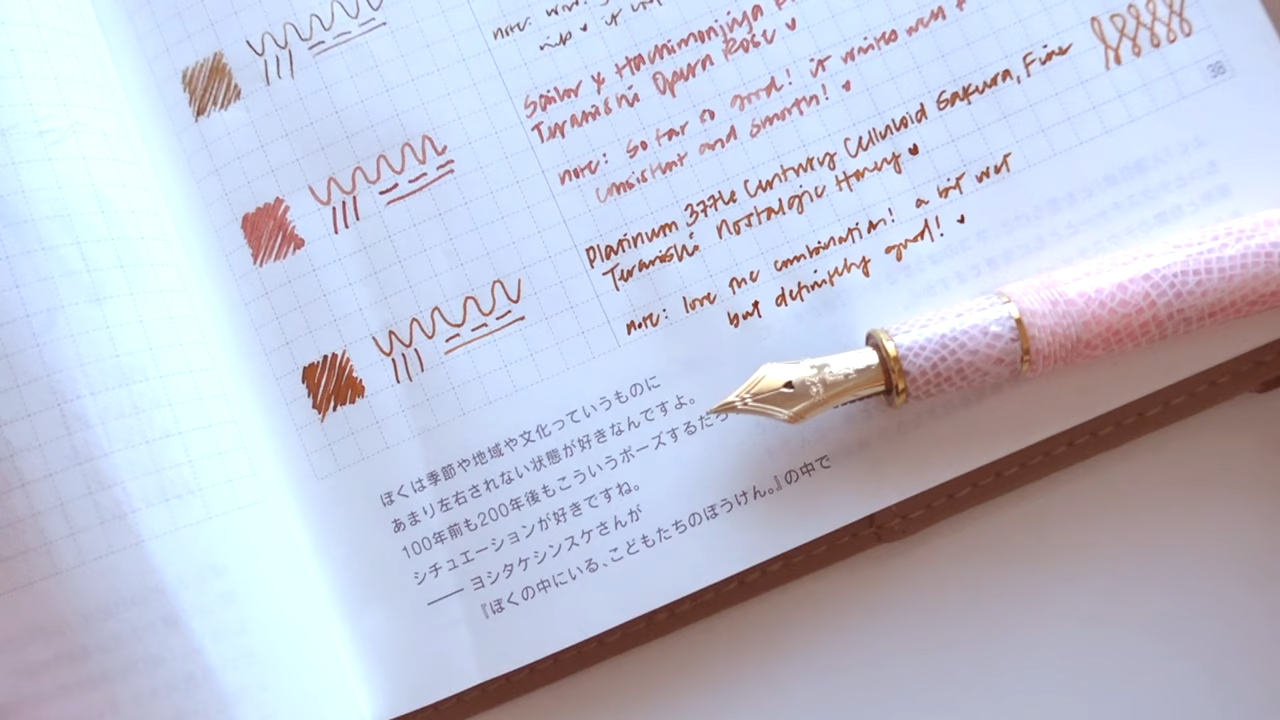 note:
Sailor x Hachimonjiya
Teranishi Opera Rose ♥
note: So far so good! it writes very
consistent and smooth! ♥
Platinum 3776 Century Celluloid Sakura, Fine
Teranishi Nostalgic Honey ♥
note: love the combination! a bit wet
but definitely good! ♥
38
ぼくは季節や地域や文化っていうものに
あまり左右されない状態が好きなんですよ。
100年前も200年後もこういうポーズするだろ
シチュエーションが好きですね。
―― ヨシタケシンスケさんが
『ぼくの中にいる、こどもたちのぼうけん。』の中で